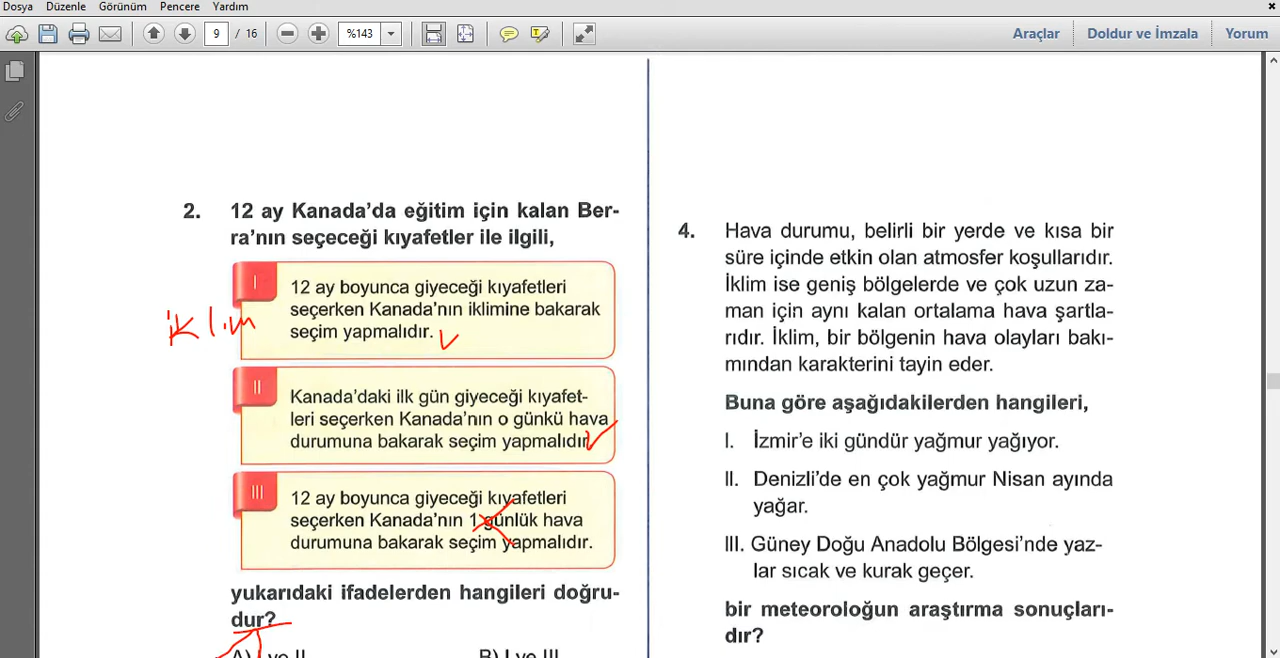 Dosya Düzenle Görünüm Pencere Yardım
9 / 16
%143
Araçlar
Doldur ve İmzala
Yorum
2. 12 ay Kanada'da eğitim için kalan Ber-
ra'nın seçeceği kıyafetler ile ilgili,
I
12 ay boyunca giyeceği kıyafetleri
seçerken Kanada'nın iklimine bakarak
seçim yapmalıdır.
iklim
II
Kanada'daki ilk gün giyeceği kıyafet-
leri seçerken Kanada'nın o günkü hava
durumuna bakarak seçim yapmalıdır.
III
12 ay boyunca giyeceği kıyafetleri
seçerken Kanada'nın 1 günlük hava
durumuna bakarak seçim yapmalıdır.
yukarıdaki ifadelerden hangileri doğru-
dur?
A) I ve II
B) I ve III
4. Hava durumu, belirli bir yerde ve kısa bir
süre içinde etkin olan atmosfer koşullarıdır.
İklim ise geniş bölgelerde ve çok uzun za-
man için aynı kalan ortalama hava şartla-
rıdır. İklim, bir bölgenin hava olayları bakı-
mından karakterini tayin eder.
Buna göre aşağıdakilerden hangileri,
I. İzmir'e iki gündür yağmur yağıyor.
II. Denizli'de en çok yağmur Nisan ayında
yağar.
III. Güney Doğu Anadolu Bölgesi'nde yaz-
lar sıcak ve kurak geçer.
bir meteoroloğun araştırma sonuçları-
dır?